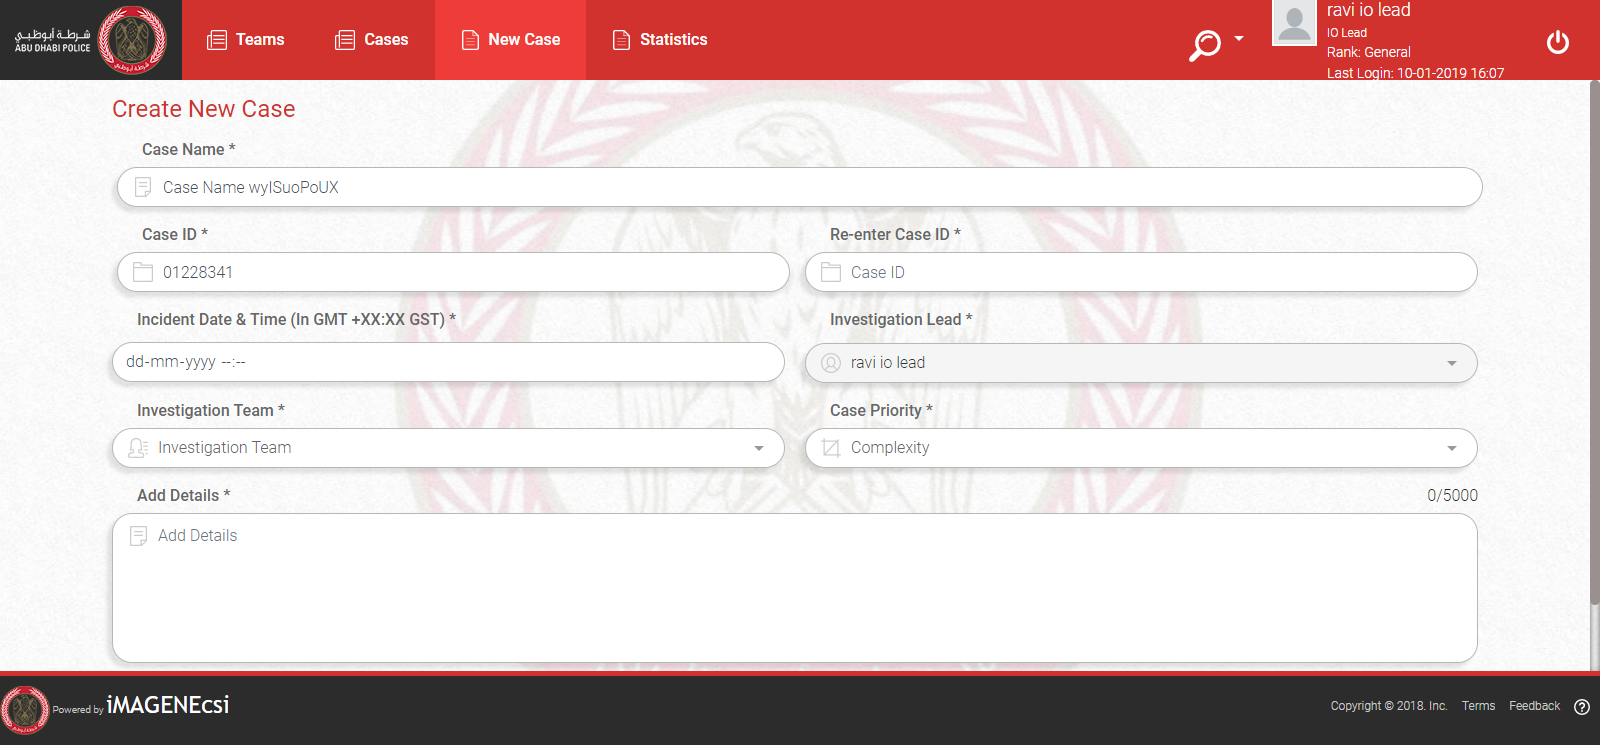 شرطة أبوظبي
ABU DHABI POLICE
Teams
Cases
New Case
Statistics
ravi io lead
IO Lead
Rank: General
Last Login: 10-01-2019 16:07
Create New Case
Case Name *
Case Name wyISuoPoUX
Case ID *
Re-enter Case ID *
01228341
Case ID
Incident Date & Time (In GMT +XX:XX GST) *
Investigation Lead *
dd-mm-yyyy --:--
ravi io lead
Investigation Team *
Case Priority *
Investigation Team
Complexity
Add Details *
0/5000
Add Details
Powered by iMAGENEcsi
Copyright © 2018. Inc.
Terms
Feedback
?